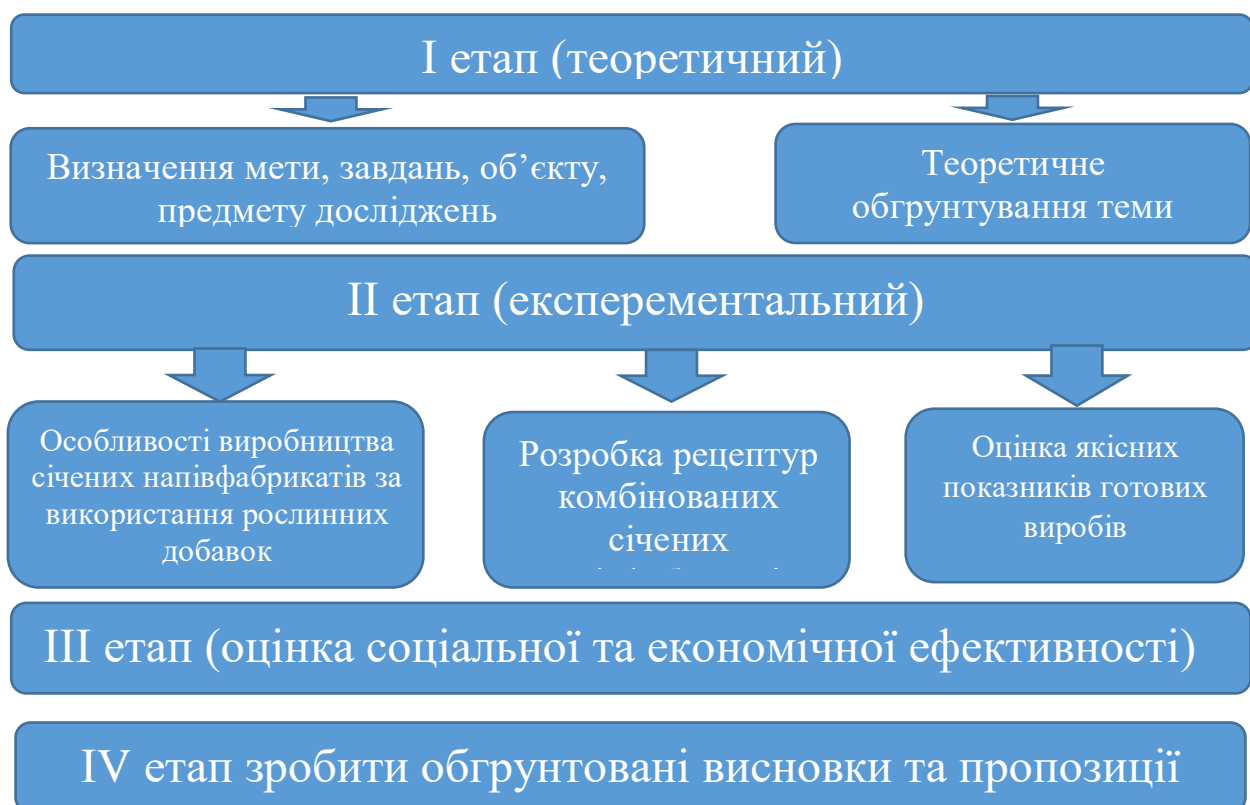 І етап (теоретичний)
Визначення мети, завдань, об’єкту,
предмету досліджень
Теоретичне
обгрунтування теми
ІІ етап (експерементальний)
Особливості виробництва
січених напівфабрикатів за
використання рослинних
добавок
Розробка рецептур
комбінованих
січених
Оцінка якісних
показників готових
виробів
ІІІ етап (оцінка соціальної та економічної ефективності)
IV етап зробити обгрунтовані висновки та пропозиції